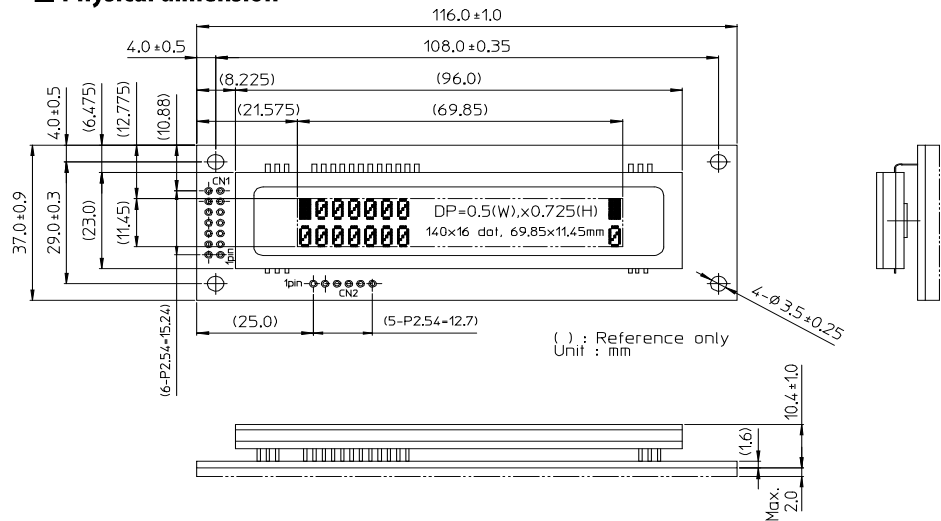 ■ Physical dimension
116.0±1.0
4.0±0.5
108.0±0.35
(8.225)
(96.0)
(21.575)
(69.85)
4.0±0.5
(6.475)
(12.775)
(10.88)
37.0±0.9
29.0±0.3
(23.0)
(11.45)
CN1
1pin
DP=0.5(W),x0.725(H)
140x16 dot, 69,85x11,45mm
1pin
CN2
(25.0)
(5-P2.54=12.7)
(6-P2.54=15.24)
4-Φ3.5±0.25
( ) : Reference only
Unit : mm
10.4±1.0
(1.6)
Max.
2.0